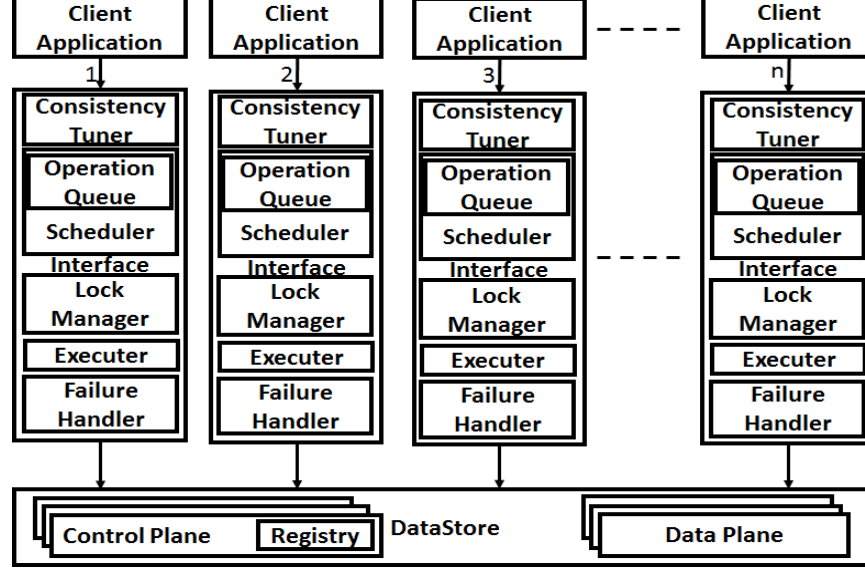 Client
Application
Client
Application
Client
Application
Client
Application
1
2
3
n
Consistency
Tuner
Operation
Queue
Scheduler
Interface
Lock
Manager
Executer
Failure
Handler
Consistency
Tuner
Operation
Queue
Scheduler
Interface
Lock
Manager
Executer
Failure
Handler
Consistency
Tuner
Operation
Queue
Scheduler
Interface
Lock
Manager
Executer
Failure
Handler
Consistency
Tuner
Operation
Queue
Scheduler
Interface
Lock
Manager
Executer
Failure
Handler
Control Plane
Registry
DataStore
Data Plane